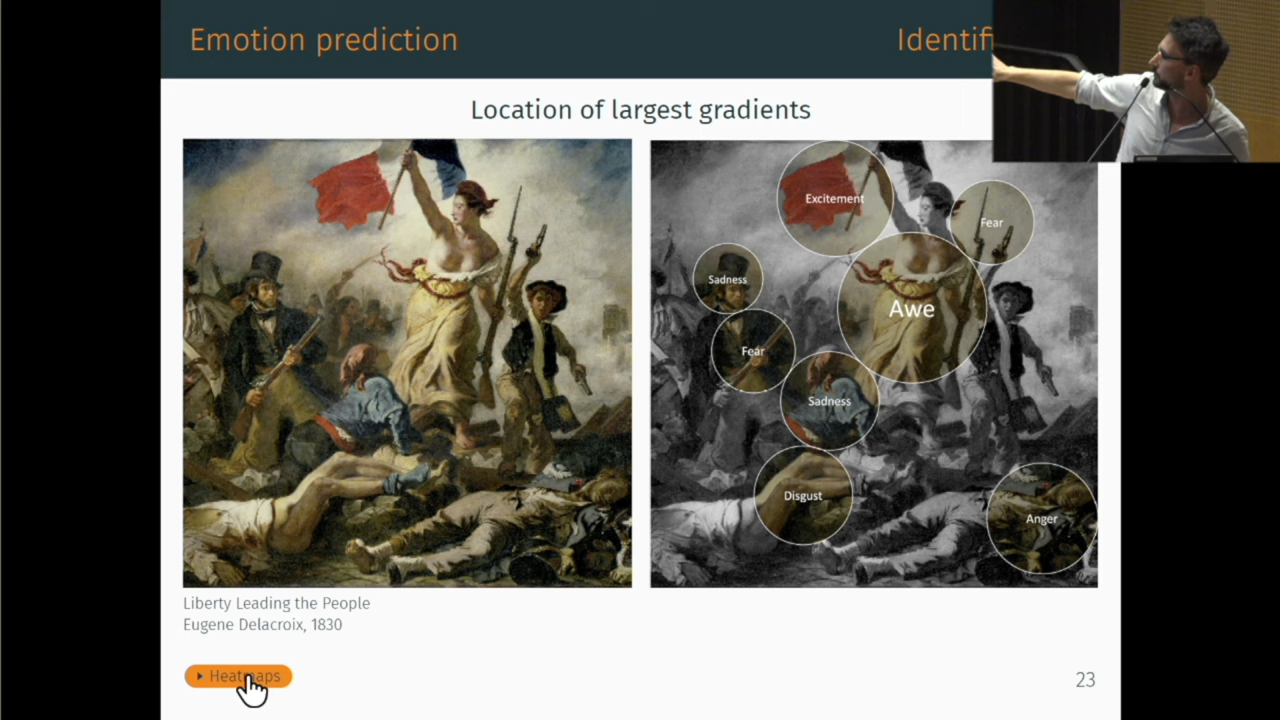 Emotion prediction
Location of largest gradients
Excitement
Fear
Sadness
Awe
Fear
Sadness
Disgust
Anger
Liberty Leading the People
Eugene Delacroix, 1830
Heatmaps
23